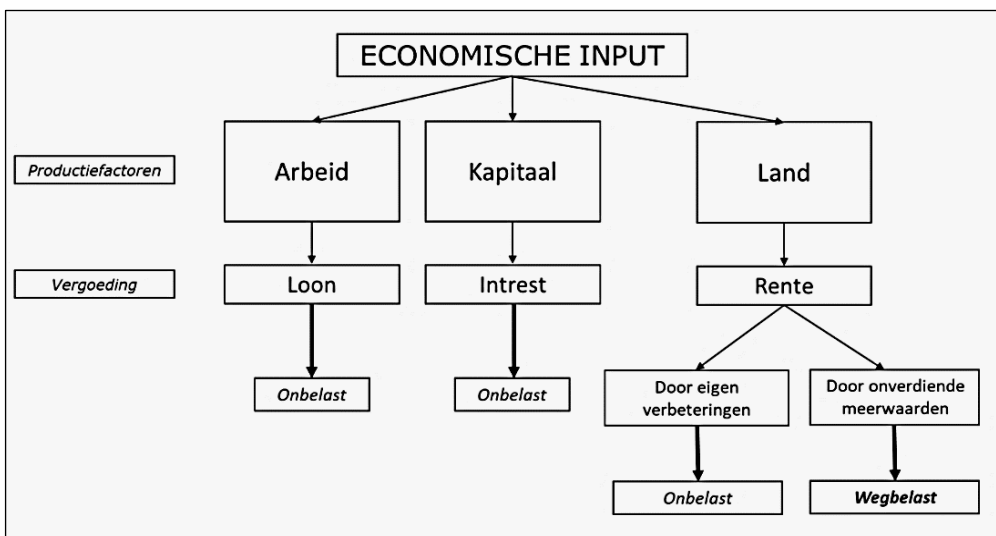 ECONOMISCHE INPUT
Productiefactoren
Arbeid
Kapitaal
Land
Vergoeding
Loon
Intrest
Rente
Onbelast
Onbelast
Door eigen
verbeteringen
Door onverdiende
meerwaarden
Onbelast
Wegbelast